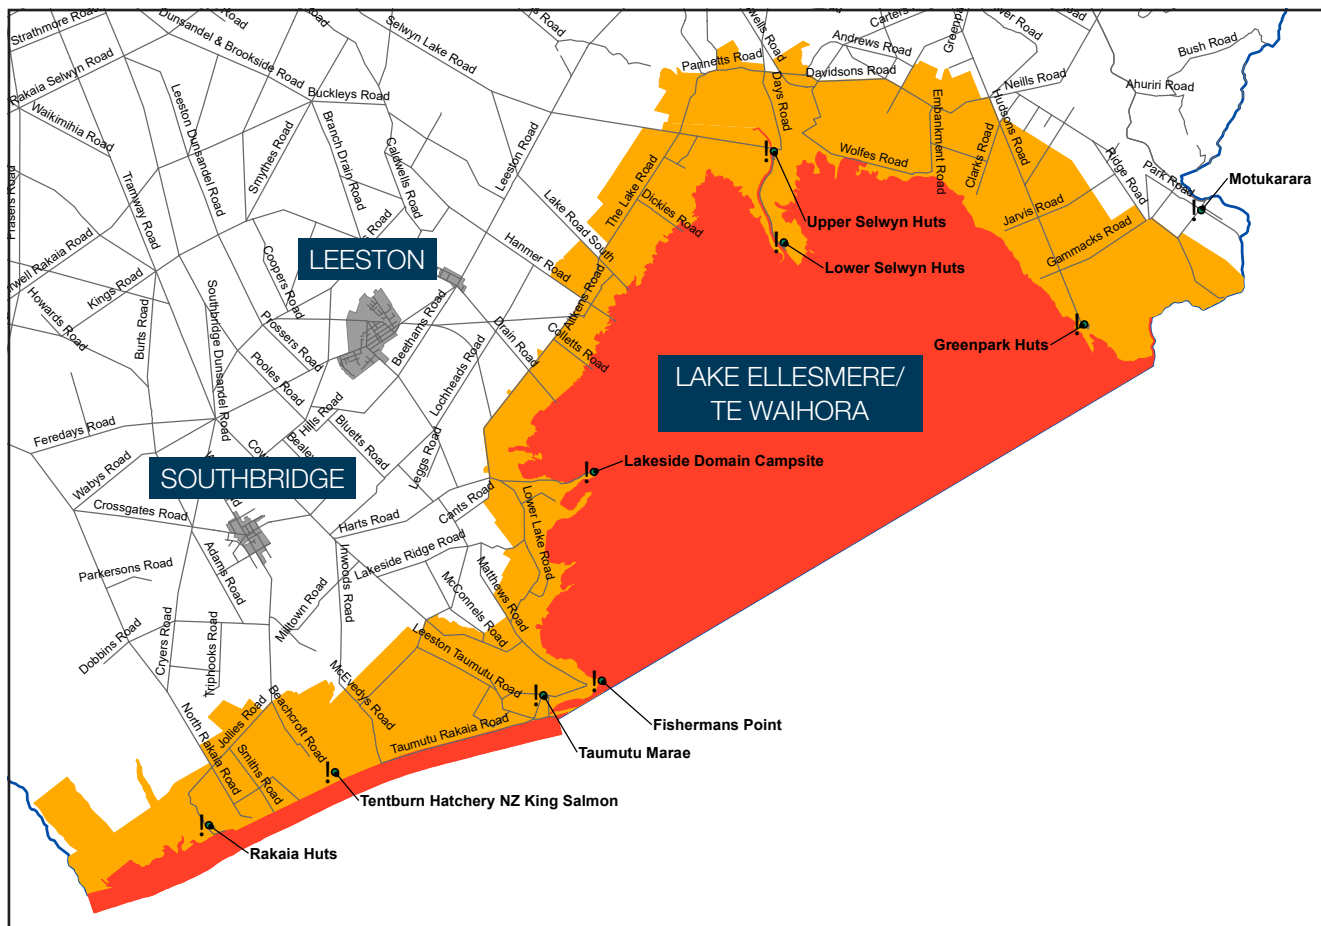 Strathmore Road
Dunsandel & Brookside Road
Selwyn Lake Road
Rakaia Selwyn Road
Waikimihia Road
Leeston Dunsandel Road
Buckleys Road
Smythes Road
Branch Drain Road
Caldwells Road
Leeston Road
Pannetts Road
Days Road
Andrews Road
Davidsons Road
Embankment Road
Neills Road
Hudsons Road
Clarks Road
Wolfes Road
Bush Road
Ahuriri Road
Ridge Road
Park Road
Motukarara
Jarvis Road
Gammacks Road
Upper Selwyn Huts
Lower Selwyn Huts
Greenpark Huts
Frasers Road
Tramway Road
Kings Road
Howards Road
Burts Road
Coopers Road
LEESTON
The Lake Road
Dickies Road
Lake Road South
Hanmer Road
Aitkens Road
Colletts Road
Drain Road
Beethams Road
Lochheads Road
Southbridge Dunsandel Road
Prossers Road
Pooles Road
Hills Road
Bluetts Road
Leggs Road
LAKE ELLESMERE/
TE WAIHORA
Feredays Road
Wabys Road
SOUTHBRIDGE
Lakeside Domain Campsite
Crossgates Road
Harts Road
Cants Road
Lower Lake Road
Adams Road
Inwoods Road
Lakeside Ridge Road
Parkersons Road
Milltown Road
McConnels Road
Matthews Road
Dobbins Road
Cryers Road
Triphooks Road
Leeston Taumutu Road
McEvedys Road
Beachcroft Road
Jollies Road
North Rakaia Road
Smiths Road
Taumutu Rakaia Road
Fishermans Point
Taumutu Marae
Tentburn Hatchery NZ King Salmon
Rakaia Huts